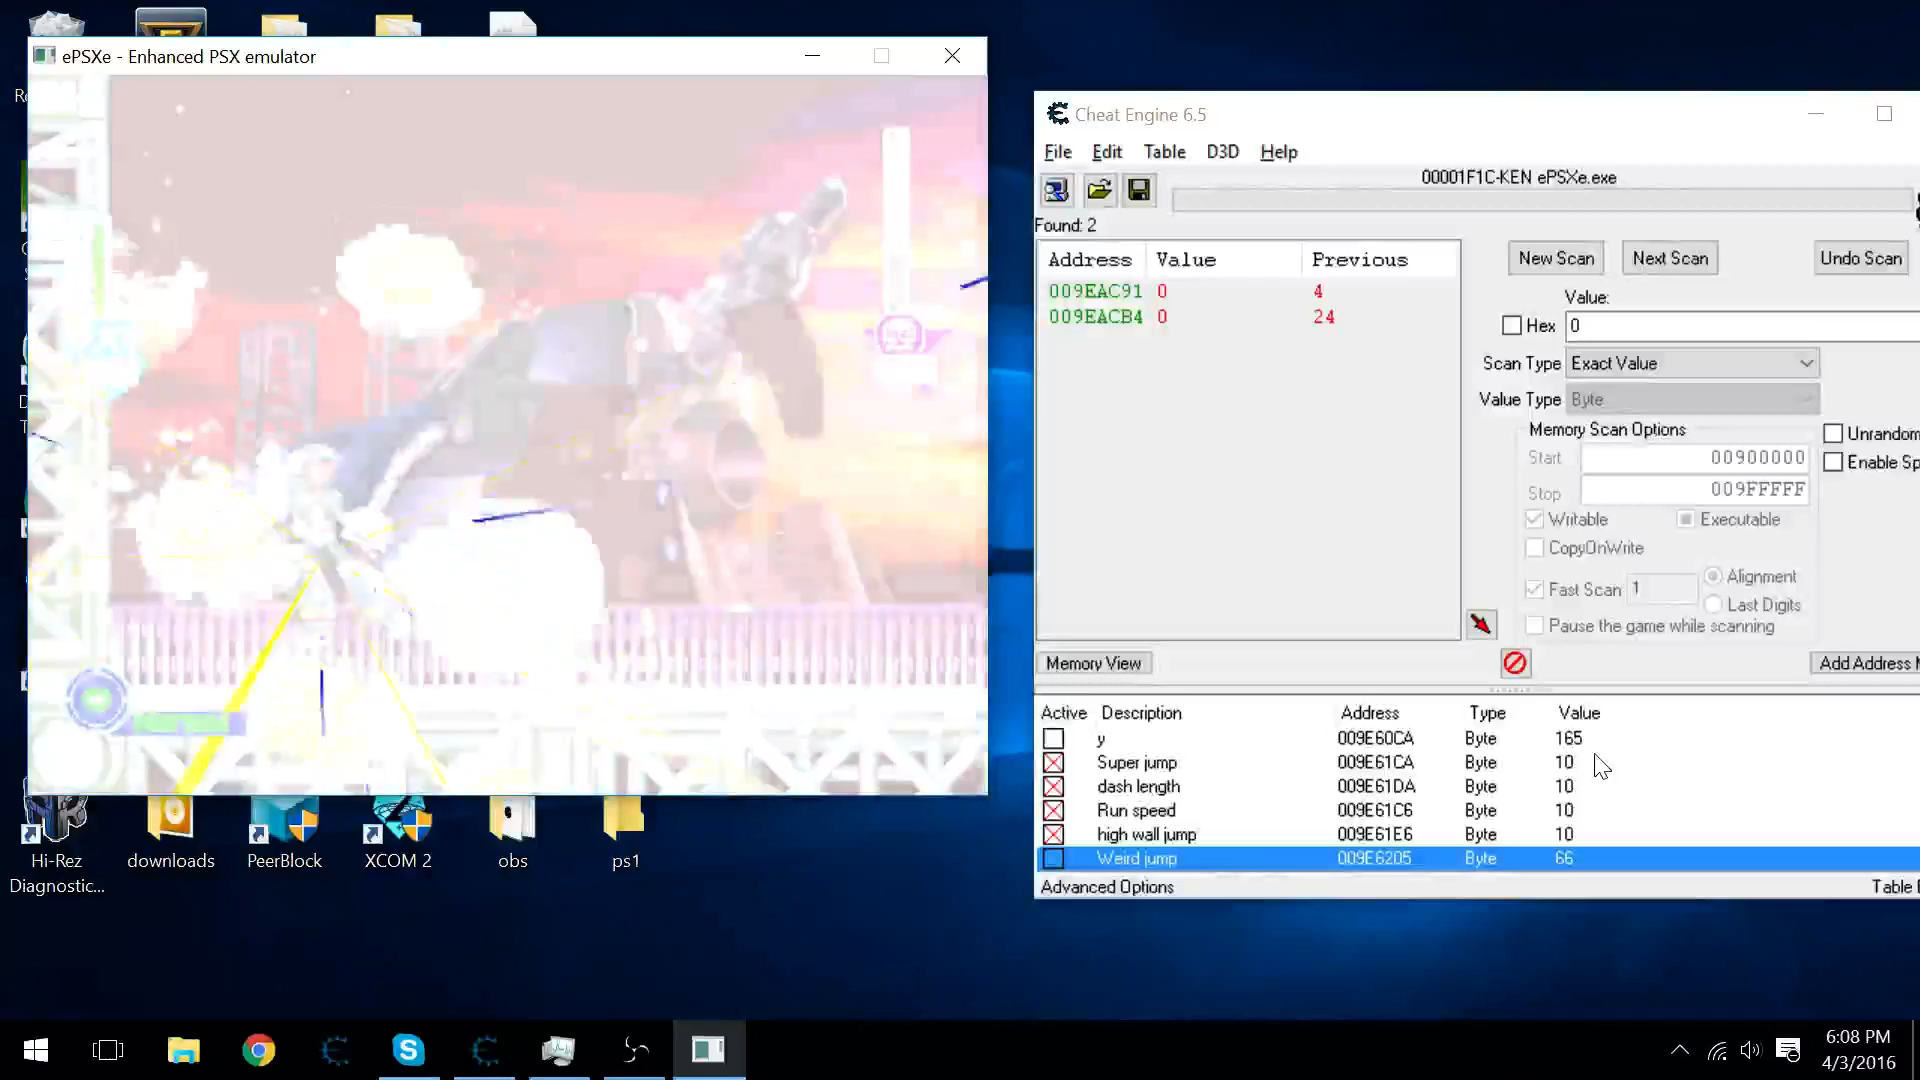 Re
ePSXe - Enhanced PSX emulator
Cheat Engine 6.5
File Edit Table D3D Help
00001F1C-KEN ePSXe.exe
Found: 2
Address Value Previous
009EAC91 0 4
009EACB4 0 24
New Scan Next Scan Undo Scan
Value:
Hex 0
Scan Type Exact Value
Value Type Byte
Memory Scan Options
Start 00900000
Stop 009FFFFF
Unrandom
Enable Sp
Writable Executable
CopyOnWrite
Fast Scan 1 Alignment
Last Digits
Pause the game while scanning
Memory View
Add Address M
Active Description Address Type Value
y 009E60CA Byte 165
Super jump 009E61CA Byte 10
dash length 009E61DA Byte 10
Run speed 009E61C6 Byte 10
high wall jump 009E61E6 Byte 10
Weird jump 009E6205 Byte 66
Advanced Options Table E
Hi-Rez
Diagnostic...
downloads
PeerBlock
XCOM 2
obs
ps1
6:08 PM
4/3/2016